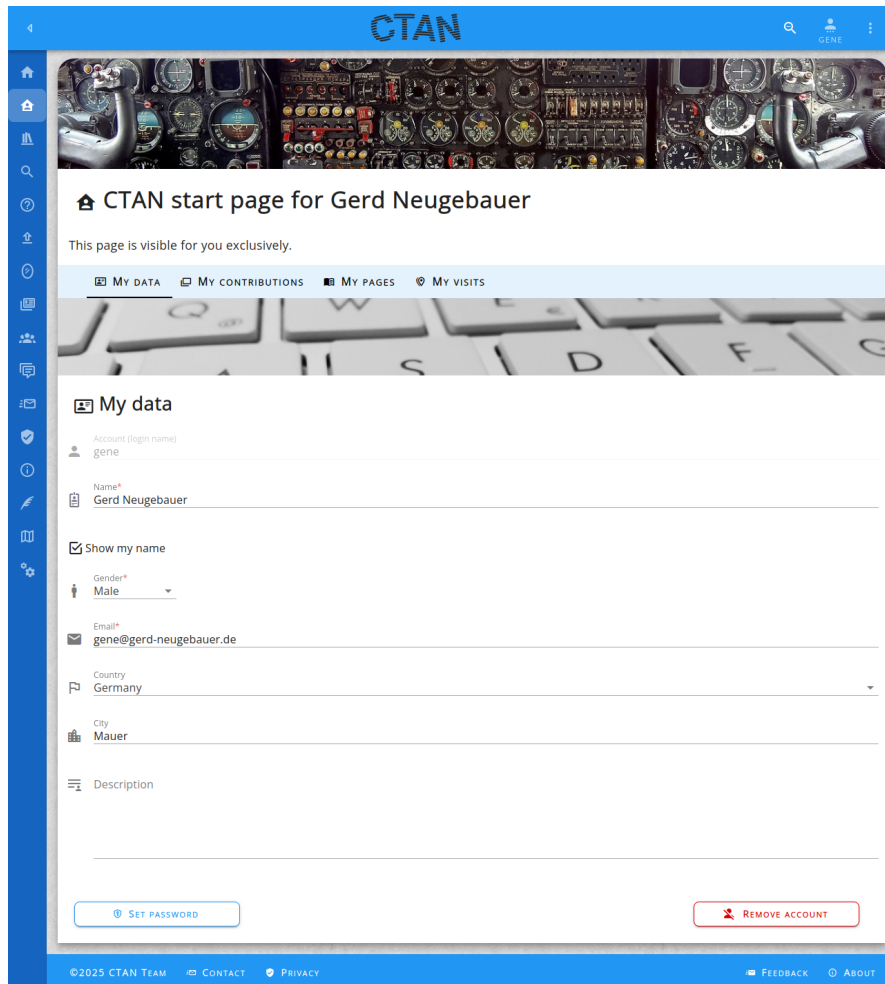 CTAN
GENE
CTAN start page for Gerd Neugebauer
This page is visible for you exclusively.
My data My contributions My pages My visits
Q W E €
@
A S D F G
My data
Account (login name)
gene
Name*
Gerd Neugebauer
Show my name
Gender*
Male
Email*
gene@gerd-neugebauer.de
Country
Germany
City
Mauer
Description
Set password Remove account
©2025 CTAN Team Contact Privacy Feedback About